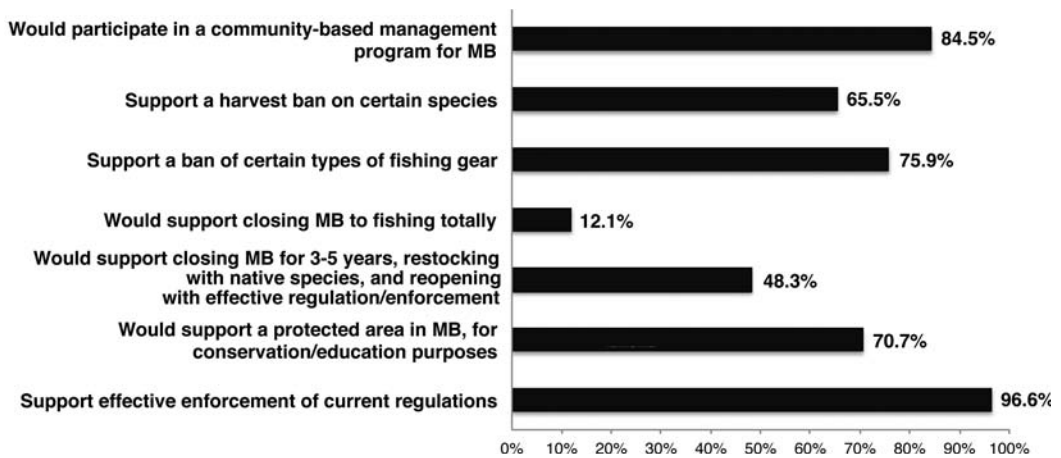 Would participate in a community-based management
program for MB
84.5%
Support a harvest ban on certain species
65.5%
Support a ban of certain types of fishing gear
75.9%
Would support closing MB to fishing totally
12.1%
Would support closing MB for 3-5 years, restocking
with native species, and reopening
with effective regulation/enforcement
48.3%
Would support a protected area in MB, for
conservation/education purposes
70.7%
Support effective enforcement of current regulations
96.6%
0% 10% 20% 30% 40% 50% 60% 70% 80% 90% 100%